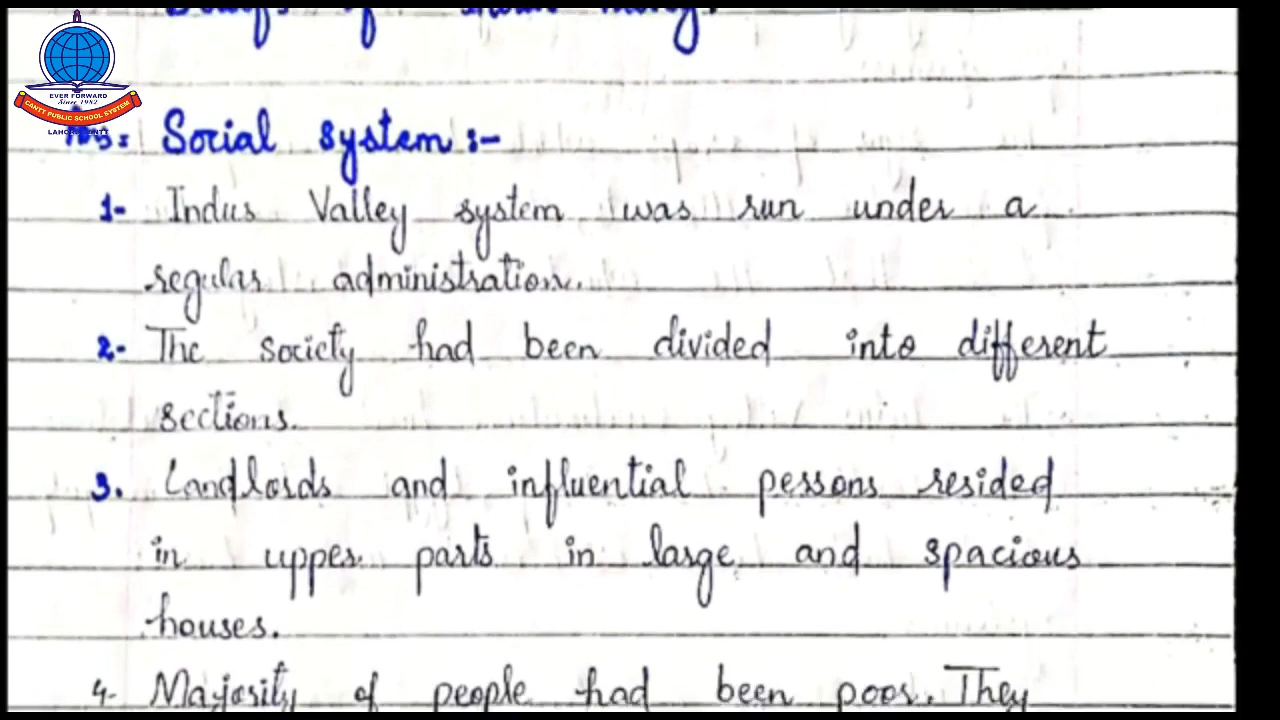 EVER FORWARD
Since 1982
CANTT PUBLIC SCHOOL SYSTEM
Social system :-
1- Indus Valley system was run under a
regular administration.
2- The society had been divided into different
sections.
3. Landlords and influential persons resided
in upper parts in large and spacious
houses.
4- Majority of people had been poor. They